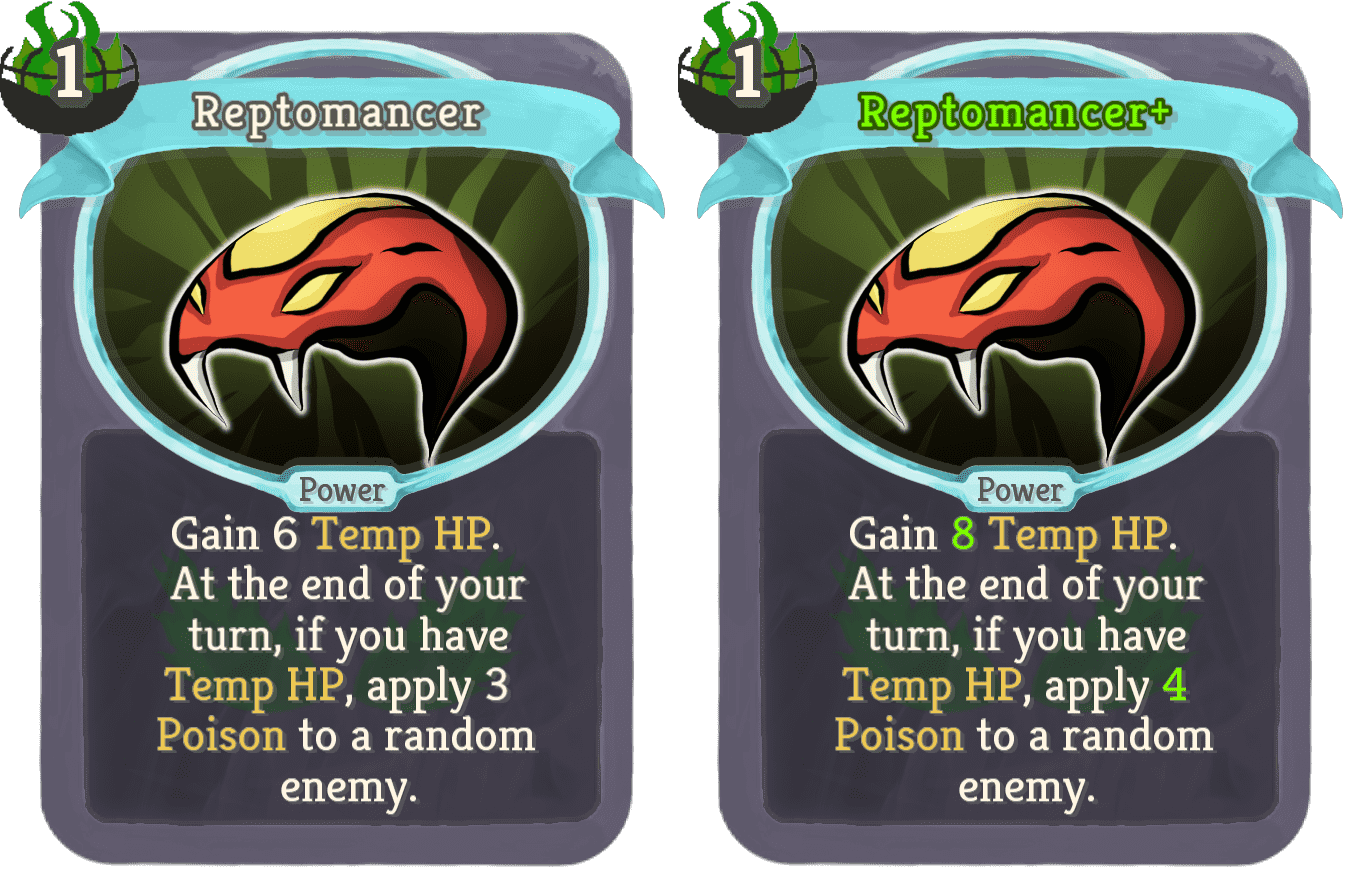 1
Reptomancer
Power
Gain 6 Temp HP.
At the end of your
turn, if you have
Temp HP, apply 3
Poison to a random
enemy.
1
Reptomancer+
Power
Gain 8 Temp HP.
At the end of your
turn, if you have
Temp HP, apply 4
Poison to a random
enemy.